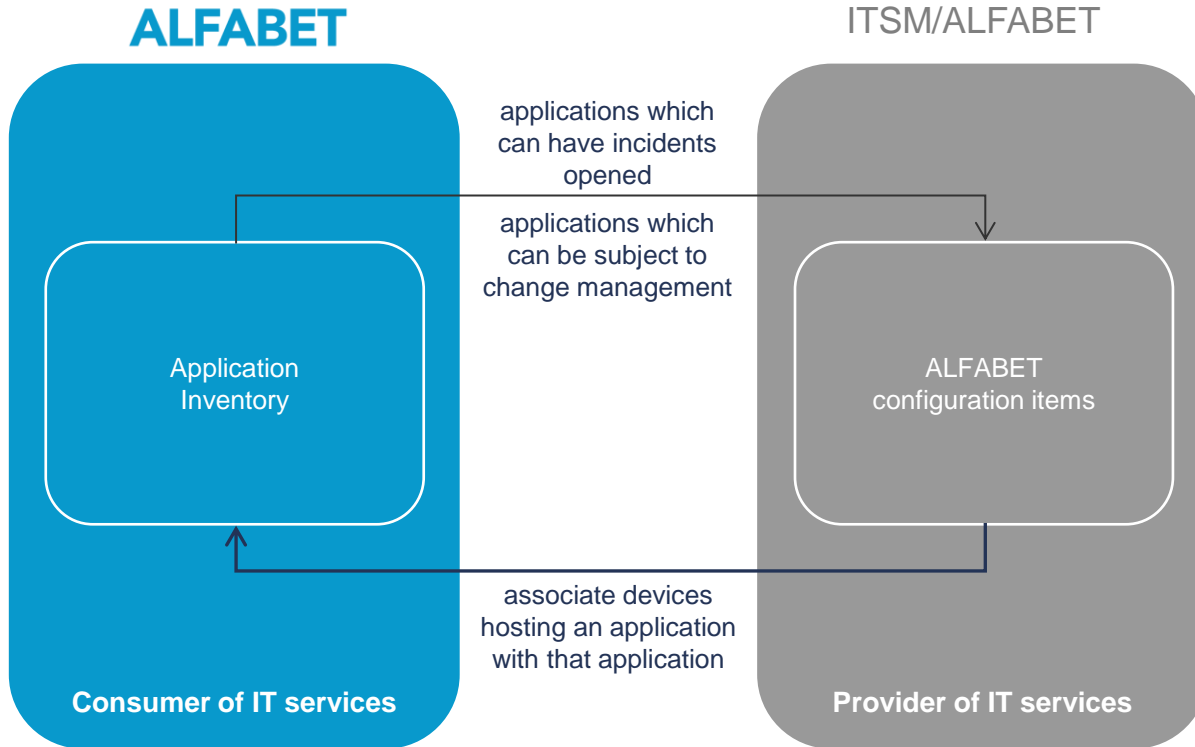 ALFABET
ITSM/ALFABET
applications which
can have incidents
opened
applications which
can be subject to
change management
Application
Inventory
ALFABET
configuration items
associate devices
hosting an application
with that application
Consumer of IT services
Provider of IT services